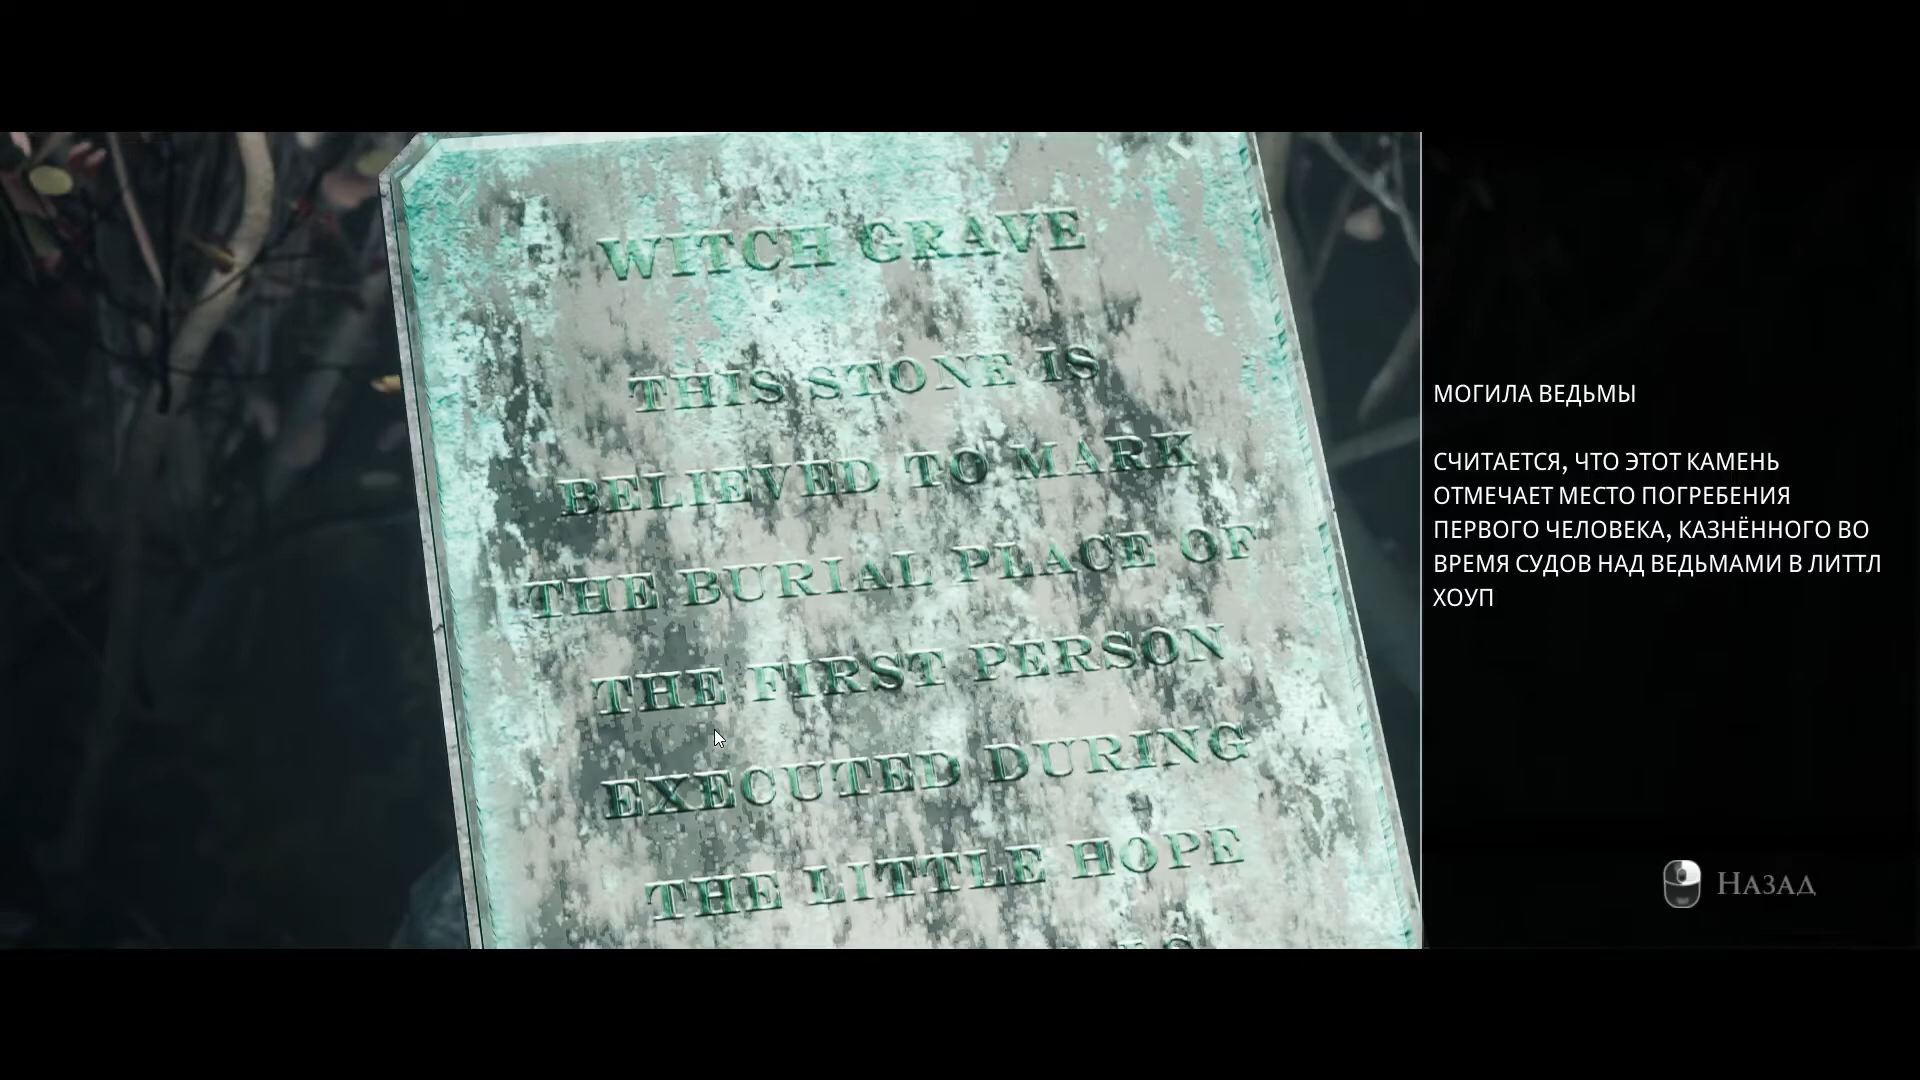 WITCH GRAVE
THIS STONE IS
BELIEVED TO MARK
THE BURIAL PLACE OF
THE FIRST PERSON
EXECUTED DURING
THE LITTLE HOPE
МОГИЛА ВЕДЬМЫ
СЧИТАЕТСЯ, ЧТО ЭТОТ КАМЕНЬ
ОТМЕЧАЕТ МЕСТО ПОГРЕБЕНИЯ
ПЕРВОГО ЧЕЛОВЕКА, КАЗНЁННОГО ВО
ВРЕМЯ СУДОВ НАД ВЕДЬМАМИ В ЛИТТЛ
ХОУП
НАЗАД